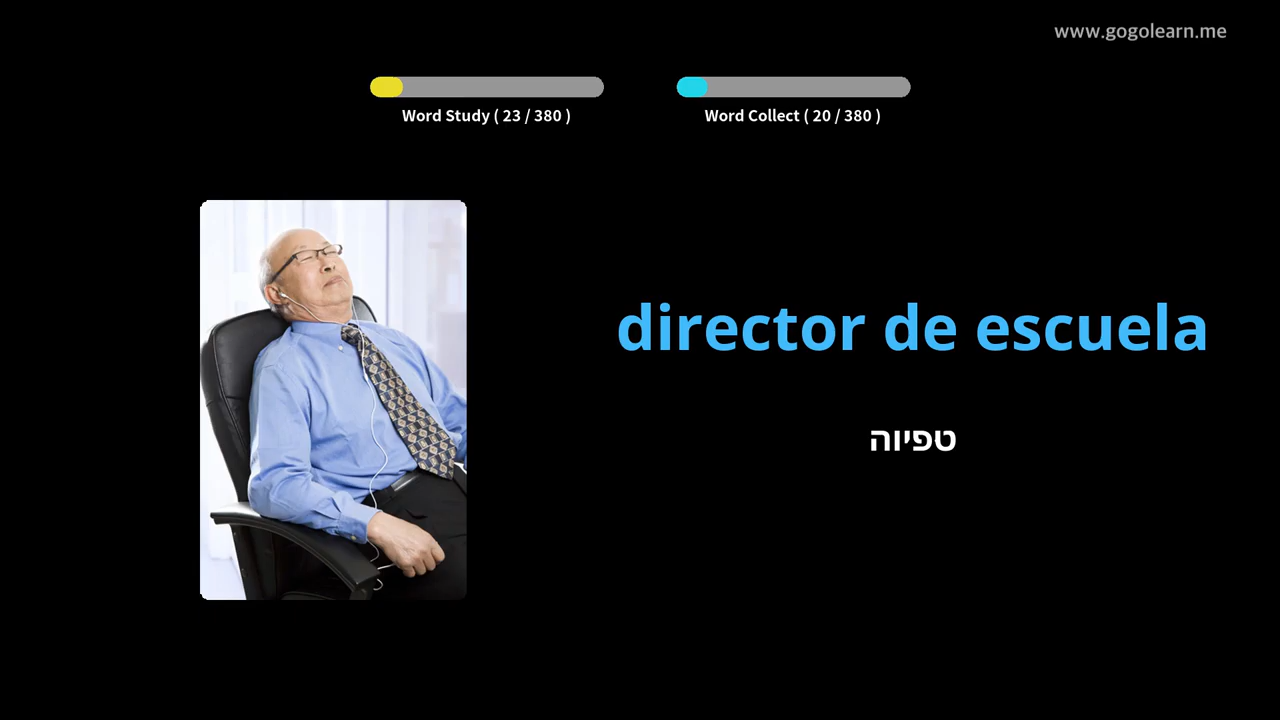 www.gogolearn.me
Word Study ( 23 / 380 )
Word Collect ( 20 / 380 )
director de escuela
טפיוה